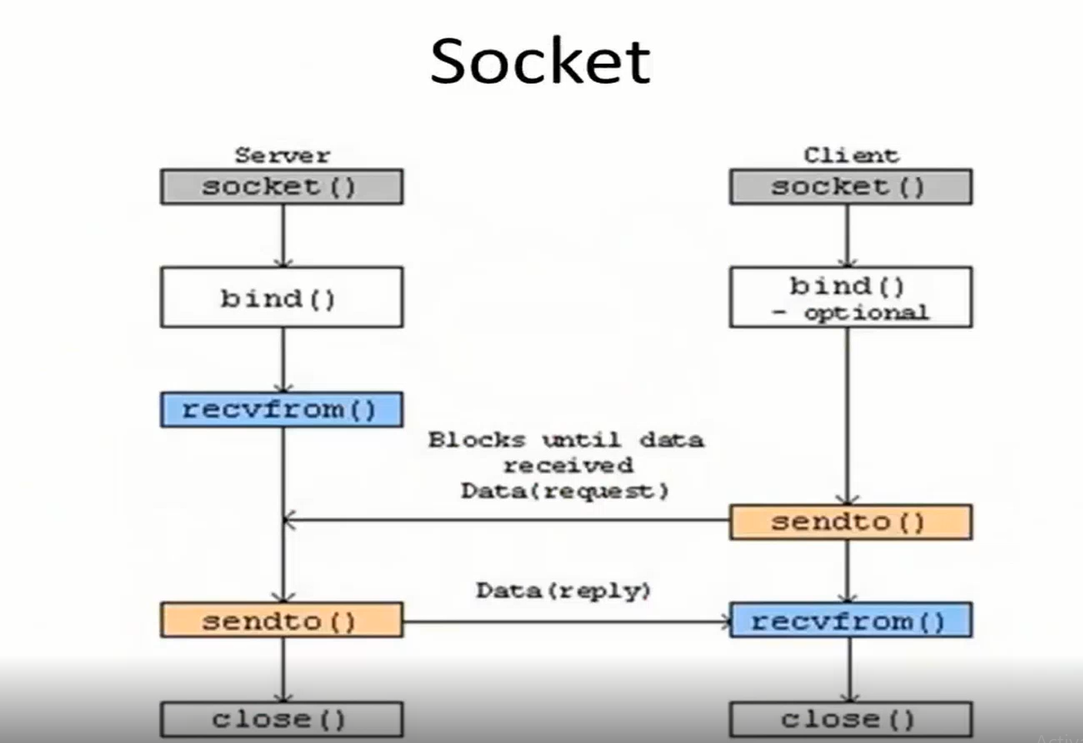 Socket
Server
Client
socket()
socket()
bind()
bind()
- optional
recvfrom()
Blocks until data
received
Data(request)
sendto()
Data(reply)
sendto()
recvfrom()
close()
close()